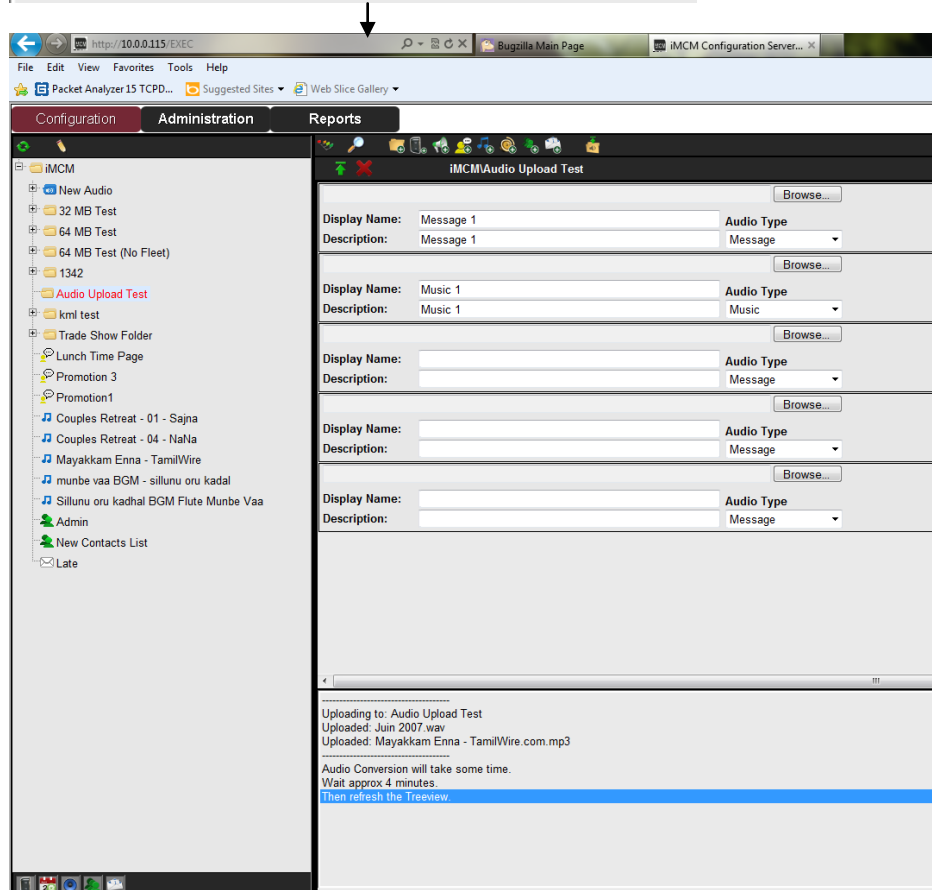 http://10.0.0.115/EXEC
Bugzilla Main Page
iMCM Configuration Server...
File Edit View Favorites Tools Help
Packet Analyzer 15 TCPD... Suggested Sites Web Slice Gallery
Configuration Administration Reports
iMCM
New Audio
32 MB Test
64 MB Test
64 MB Test (No Fleet)
1342
Audio Upload Test
kml test
Trade Show Folder
Lunch Time Page
Promotion 3
Promotion1
Couples Retreat - 01 - Sajna
Couples Retreat - 04 - NaNa
Mayakkam Enna - TamilWire
munbe vaa BGM - sillunu oru kadal
Sillunu oru kadhal BGM Flute Munbe Vaa
Admin
New Contacts List
Late
iMCM\Audio Upload Test
Browse...
Display Name: Message 1 Audio Type
Description: Message 1 Message
Browse...
Display Name: Music 1 Audio Type
Description: Music 1 Music
Browse...
Display Name: Audio Type
Description: Message
Browse...
Display Name: Audio Type
Description: Message
Browse...
Display Name: Audio Type
Description: Message
------------------------------------
Uploading to: Audio Upload Test
Uploaded: Juin 2007.wav
Uploaded: Mayakkam Enna - TamilWire.com.mp3
------------------------------------
Audio Conversion will take some time.
Wait approx 4 minutes.
Then refresh the Treeview.